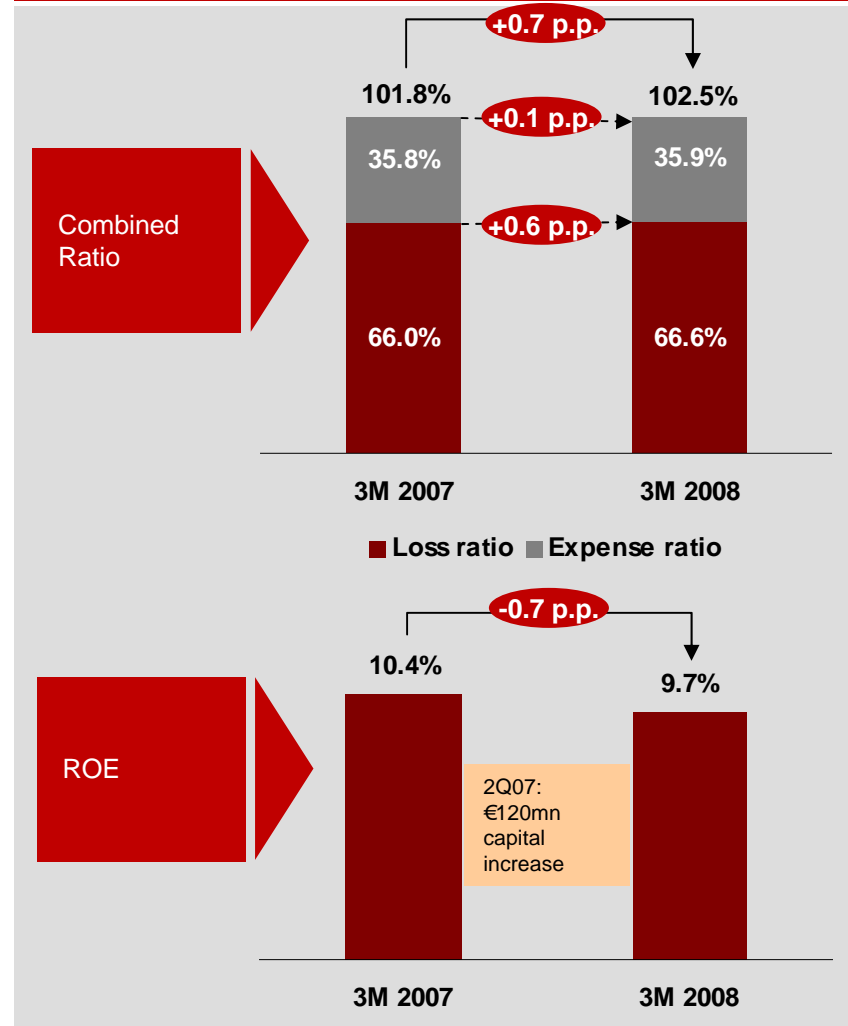 +0.7 p.p.
101.8%
102.5%
+0.1 p.p.
35.8%
35.9%
Combined
Ratio
+0.6 p.p.
66.0%
66.6%
3M 2007
3M 2008
Loss ratio
Expense ratio
-0.7 p.p.
10.4%
9.7%
ROE
2Q07:
€120mn
capital
increase
3M 2007
3M 2008